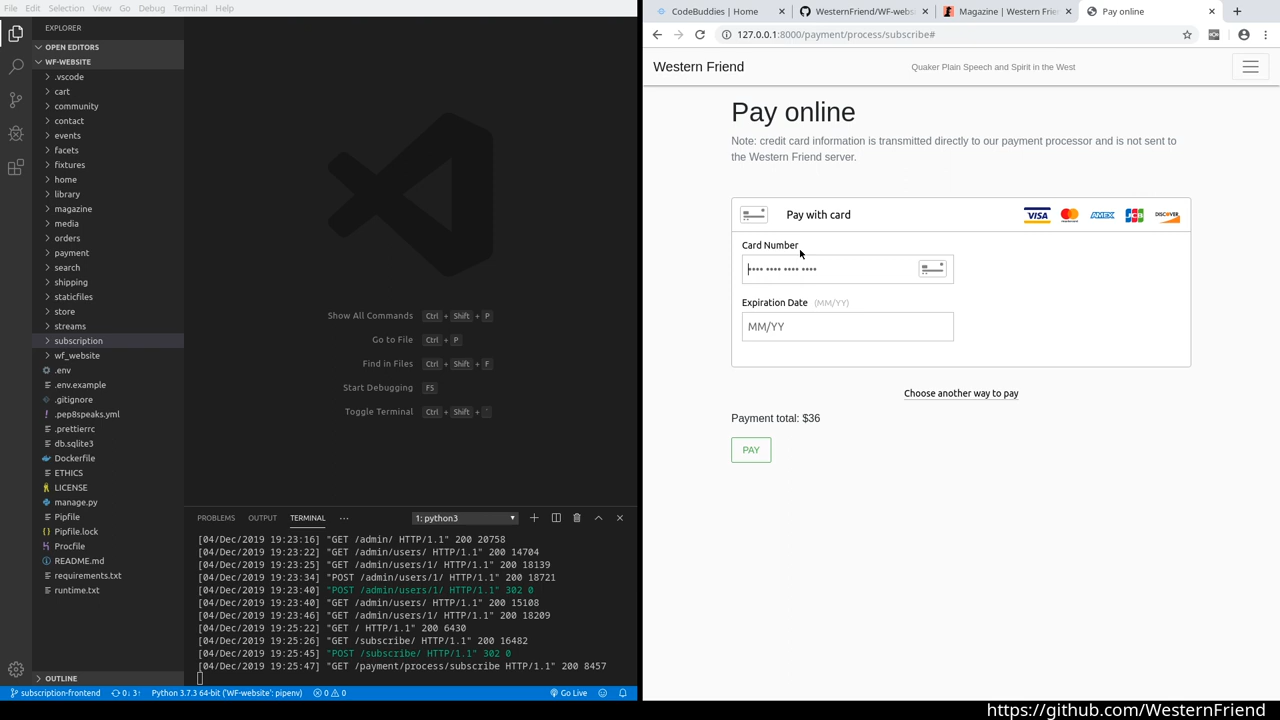 File Edit Selection View Go Debug Terminal Help
EXPLORER
OPEN EDITORS
WF-WEBSITE
.vscode
cart
community
contact
events
facets
fixtures
home
library
magazine
media
orders
payment
search
shipping
staticfiles
store
streams
subscription
wf_website
.env
.env.example
.gitignore
.pep8speaks.yml
.prettierrc
db.sqlite3
Dockerfile
ETHICS
LICENSE
manage.py
Pipfile
Pipfile.lock
Procfile
README.md
requirements.txt
runtime.txt
OUTLINE
Show All Commands Ctrl + Shift + P
Go to File Ctrl + P
Find in Files Ctrl + Shift + F
Start Debugging F5
Toggle Terminal Ctrl + Shift + `
PROBLEMS OUTPUT TERMINAL ··· 1: python3
[04/Dec/2019 19:23:16] "GET /admin/ HTTP/1.1" 200 20758
[04/Dec/2019 19:23:22] "GET /admin/users/ HTTP/1.1" 200 14704
[04/Dec/2019 19:23:25] "GET /admin/users/1/ HTTP/1.1" 200 18139
[04/Dec/2019 19:23:34] "POST /admin/users/1/ HTTP/1.1" 200 18721
[04/Dec/2019 19:23:40] "POST /admin/users/1/ HTTP/1.1" 302 0
[04/Dec/2019 19:23:40] "GET /admin/users/ HTTP/1.1" 200 15108
[04/Dec/2019 19:23:46] "GET /admin/users/1/ HTTP/1.1" 200 18209
[04/Dec/2019 19:25:22] "GET / HTTP/1.1" 200 6430
[04/Dec/2019 19:25:26] "GET /subscribe/ HTTP/1.1" 200 16482
[04/Dec/2019 19:25:45] "POST /subscribe/ HTTP/1.1" 302 0
[04/Dec/2019 19:25:47] "GET /payment/process/subscribe HTTP/1.1" 200 8457
subscription-frontend 0↓ 3↑ Python 3.7.3 64-bit ('WF-website': pipenv) 0 0 Go Live
CodeBuddies | Home WesternFriend/WF-webs Magazine | Western Frie Pay online
127.0.0.1:8000/payment/process/subscribe#
Western Friend Quaker Plain Speech and Spirit in the West
Pay online
Note: credit card information is transmitted directly to our payment processor and is not sent to
the Western Friend server.
Pay with card VISA AMEX JCB DISCOVER
Card Number
•••• •••• •••• ••••
Expiration Date (MM/YY)
MM/YY
Choose another way to pay
Payment total: $36
PAY
https://github.com/WesternFriend